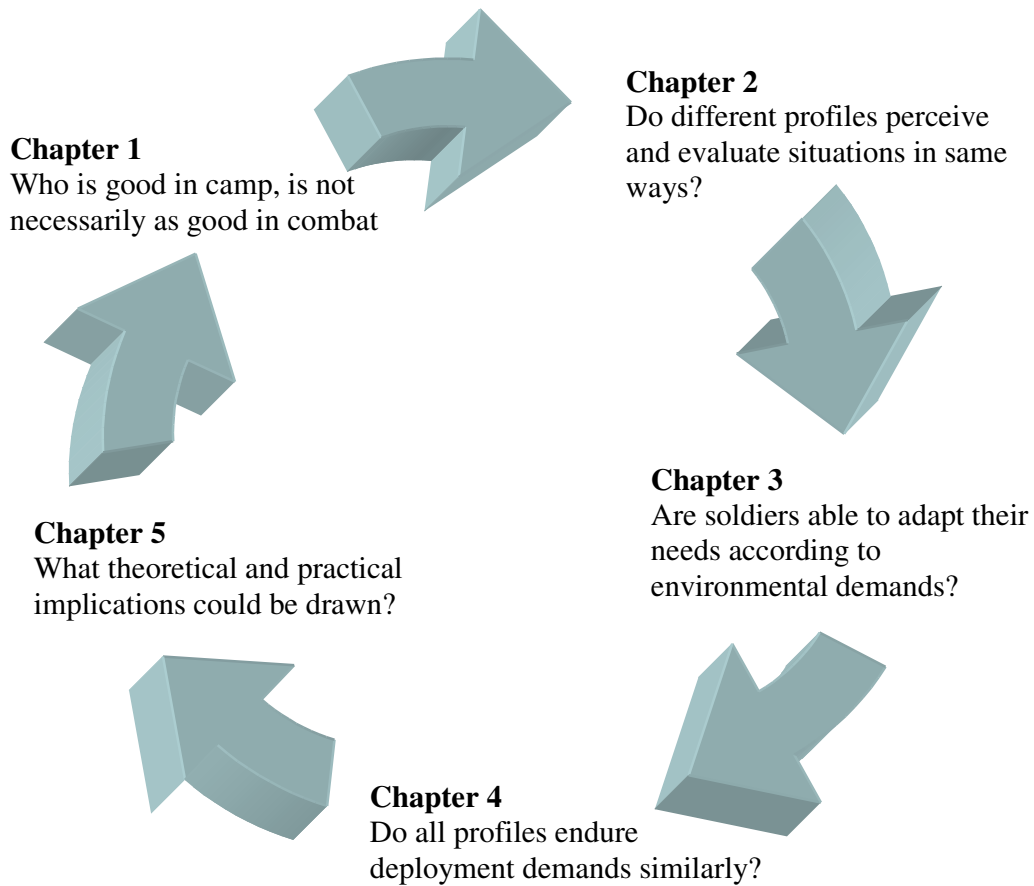 Chapter 1
Who is good in camp, is not
necessarily as good in combat
Chapter 2
Do different profiles perceive
and evaluate situations in same
ways?
Chapter 3
Are soldiers able to adapt their
needs according to
environmental demands?
Chapter 4
Do all profiles endure
deployment demands similarly?
Chapter 5
What theoretical and practical
implications could be drawn?